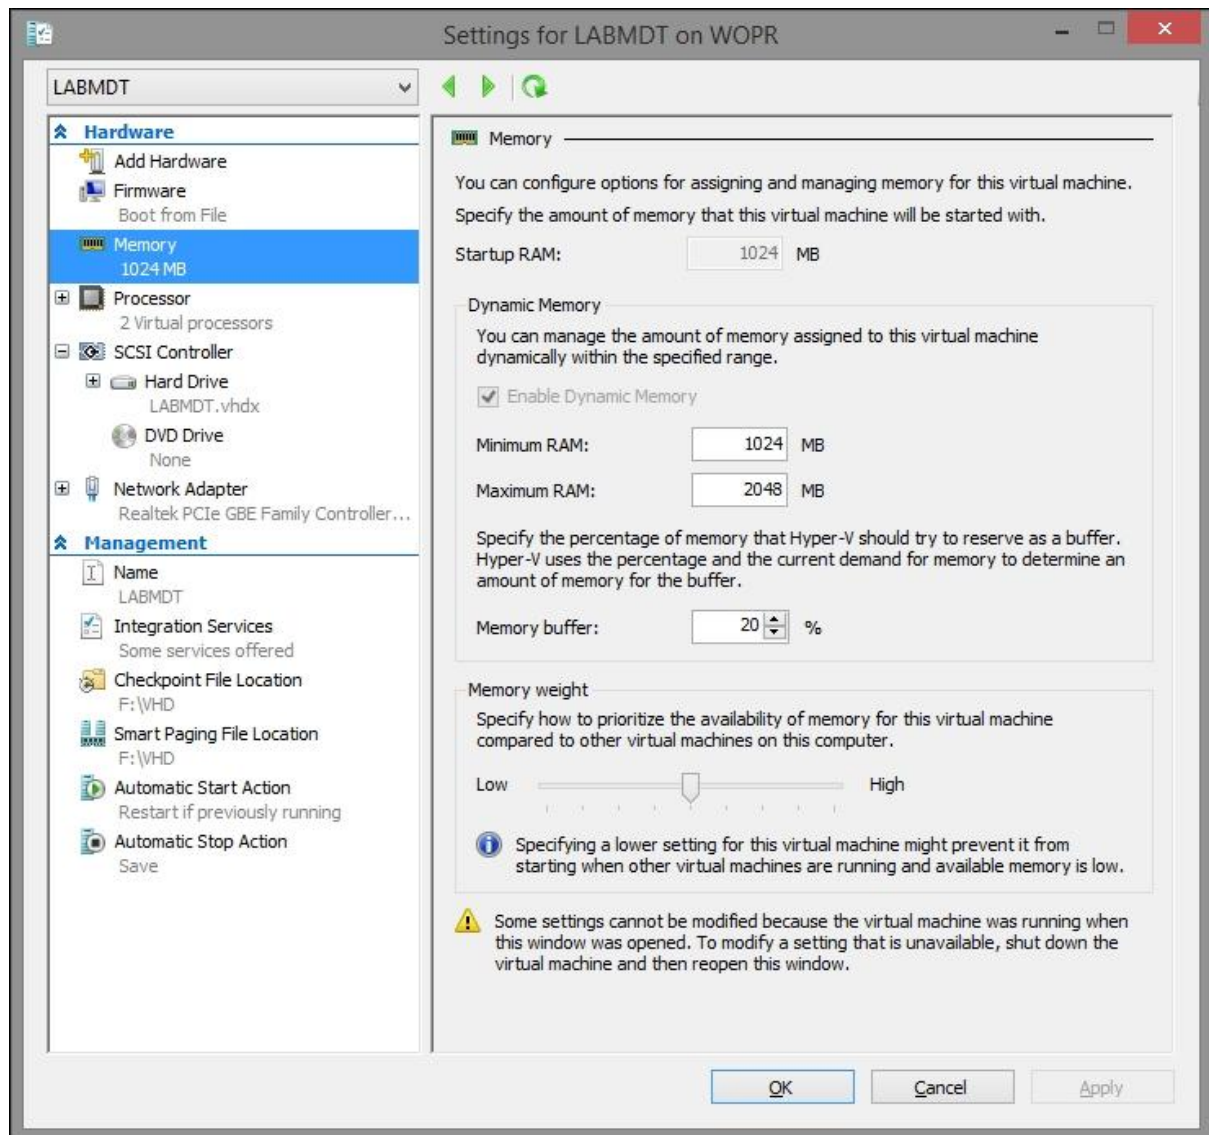 Settings for LABMDT on WOPR
LABMDT
Hardware
Add Hardware
Firmware
Boot from File
Memory
1024 MB
Processor
2 Virtual processors
SCSI Controller
Hard Drive
LABMDT.vhdx
DVD Drive
None
Network Adapter
Realtek PCIe GBE Family Controller...
Management
Name
LABMDT
Integration Services
Some services offered
Checkpoint File Location
F:\VHD
Smart Paging File Location
F:\VHD
Automatic Start Action
Restart if previously running
Automatic Stop Action
Save
Memory
You can configure options for assigning and managing memory for this virtual machine.
Specify the amount of memory that this virtual machine will be started with.
Startup RAM: 1024 MB
Dynamic Memory
You can manage the amount of memory assigned to this virtual machine
dynamically within the specified range.
Enable Dynamic Memory
Minimum RAM: 1024 MB
Maximum RAM: 2048 MB
Specify the percentage of memory that Hyper-V should try to reserve as a buffer.
Hyper-V uses the percentage and the current demand for memory to determine an
amount of memory for the buffer.
Memory buffer: 20 %
Memory weight
Specify how to prioritize the availability of memory for this virtual machine
compared to other virtual machines on this computer.
Low High
Specifying a lower setting for this virtual machine might prevent it from
starting when other virtual machines are running and available memory is low.
Some settings cannot be modified because the virtual machine was running when
this window was opened. To modify a setting that is unavailable, shut down the
virtual machine and then reopen this window.
OK Cancel Apply